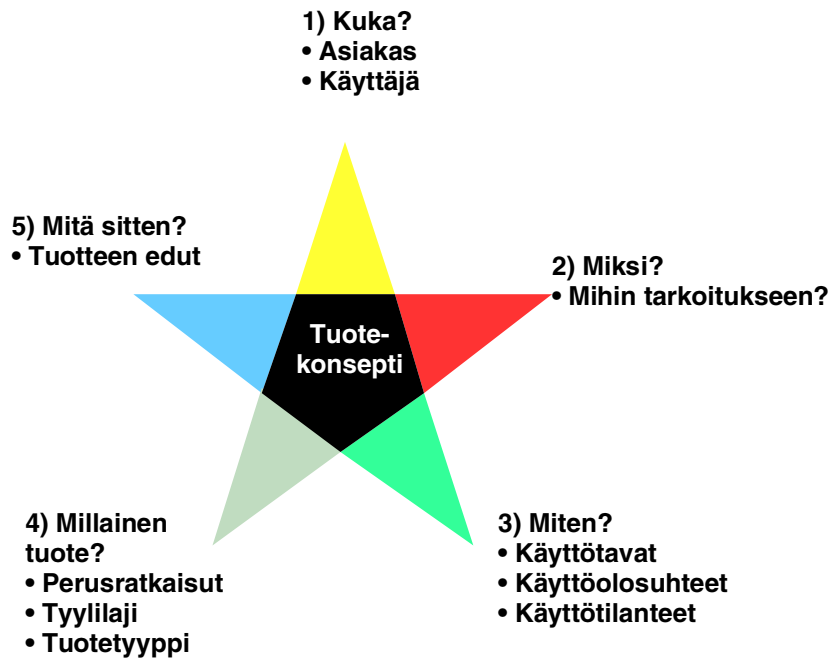 1) Kuka?
• Asiakas
• Käyttäjä
5) Mitä sitten?
• Tuotteen edut
2) Miksi?
• Mihin tarkoitukseen?
Tuote-
konsepti
4) Millainen
tuote?
• Perusratkaisut
• Tyylilaji
• Tuotetyyppi
3) Miten?
• Käyttötavat
• Käyttöolosuhteet
• Käyttötilanteet